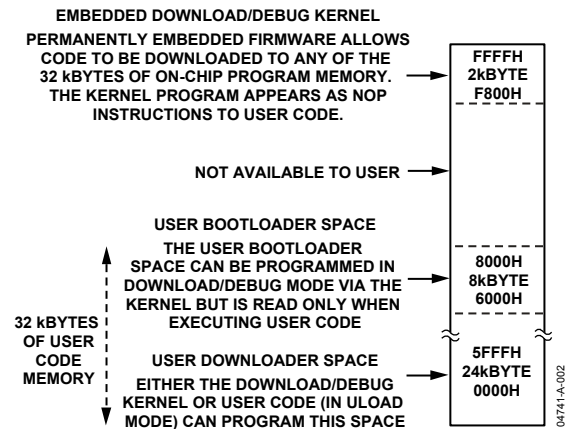 EMBEDDED DOWNLOAD/DEBUG KERNEL
PERMANENTLY EMBEDDED FIRMWARE ALLOWS
CODE TO BE DOWNLOADED TO ANY OF THE
32 kBYTES OF ON-CHIP PROGRAM MEMORY.
THE KERNEL PROGRAM APPEARS AS NOP
INSTRUCTIONS TO USER CODE.
FFFFH
2kBYTE
F800H
NOT AVAILABLE TO USER
USER BOOTLOADER SPACE
THE USER BOOTLOADER
SPACE CAN BE PROGRAMMED IN
DOWNLOAD/DEBUG MODE VIA THE
KERNEL BUT IS READ ONLY WHEN
EXECUTING USER CODE
8000H
8kBYTE
6000H
32 kBYTES
OF USER
CODE
MEMORY
USER DOWNLOADER SPACE
EITHER THE DOWNLOAD/DEBUG
KERNEL OR USER CODE (IN ULOAD
MODE) CAN PROGRAM THIS SPACE
5FFFH
24kBYTE
0000H
04741-A-002